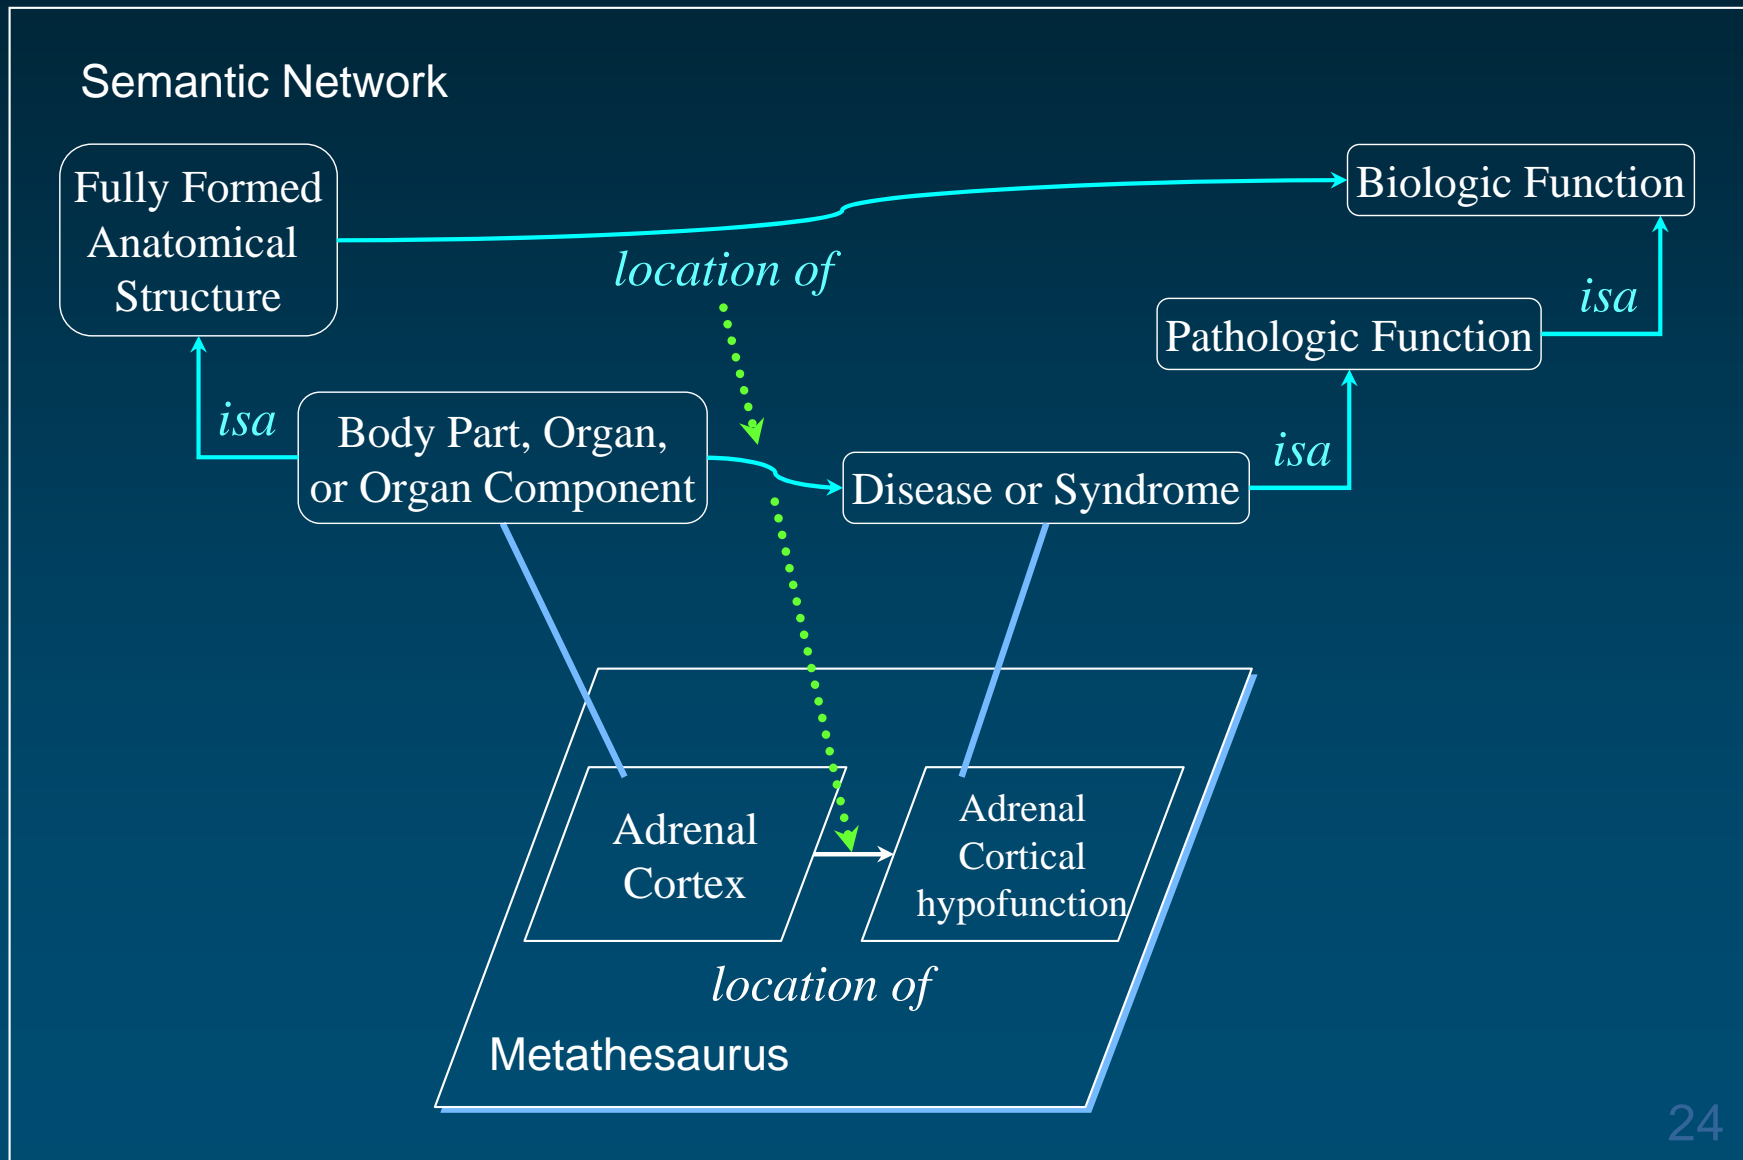 Semantic Network
Fully Formed
Anatomical
Structure
Biologic Function
location of
isa
Pathologic Function
isa
Body Part, Organ,
or Organ Component
isa
Disease or Syndrome
Adrenal
Cortex
Adrenal
Cortical
hypofunction
location of
Metathesaurus
24